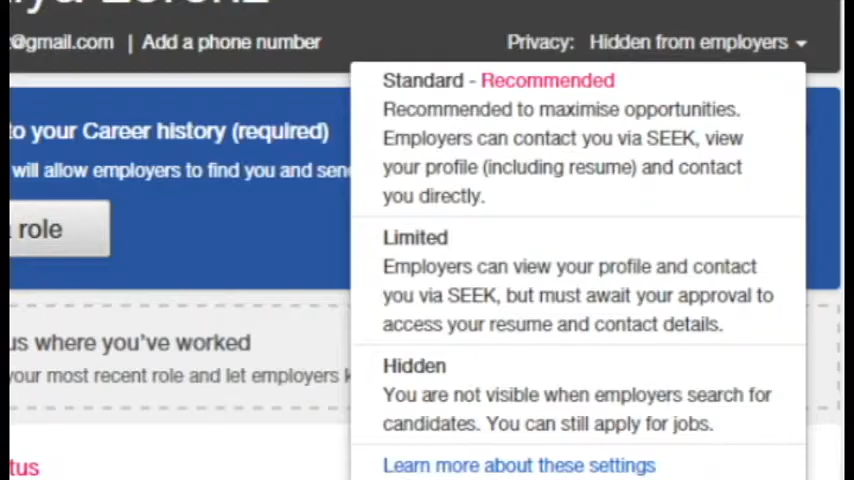 @gmail.com | Add a phone number
Privacy: Hidden from employers
Standard - Recommended
Recommended to maximise opportunities.
Employers can contact you via SEEK, view
your profile (including resume) and contact
you directly.
to your Career history (required)
will allow employers to find you and
role
Limited
Employers can view your profile and contact
you via SEEK, but must await your approval to
access your resume and contact details.
us where you've worked
your most recent role and let employers
Hidden
You are not visible when employers search for
candidates. You can still apply for jobs.
Learn more about these settings